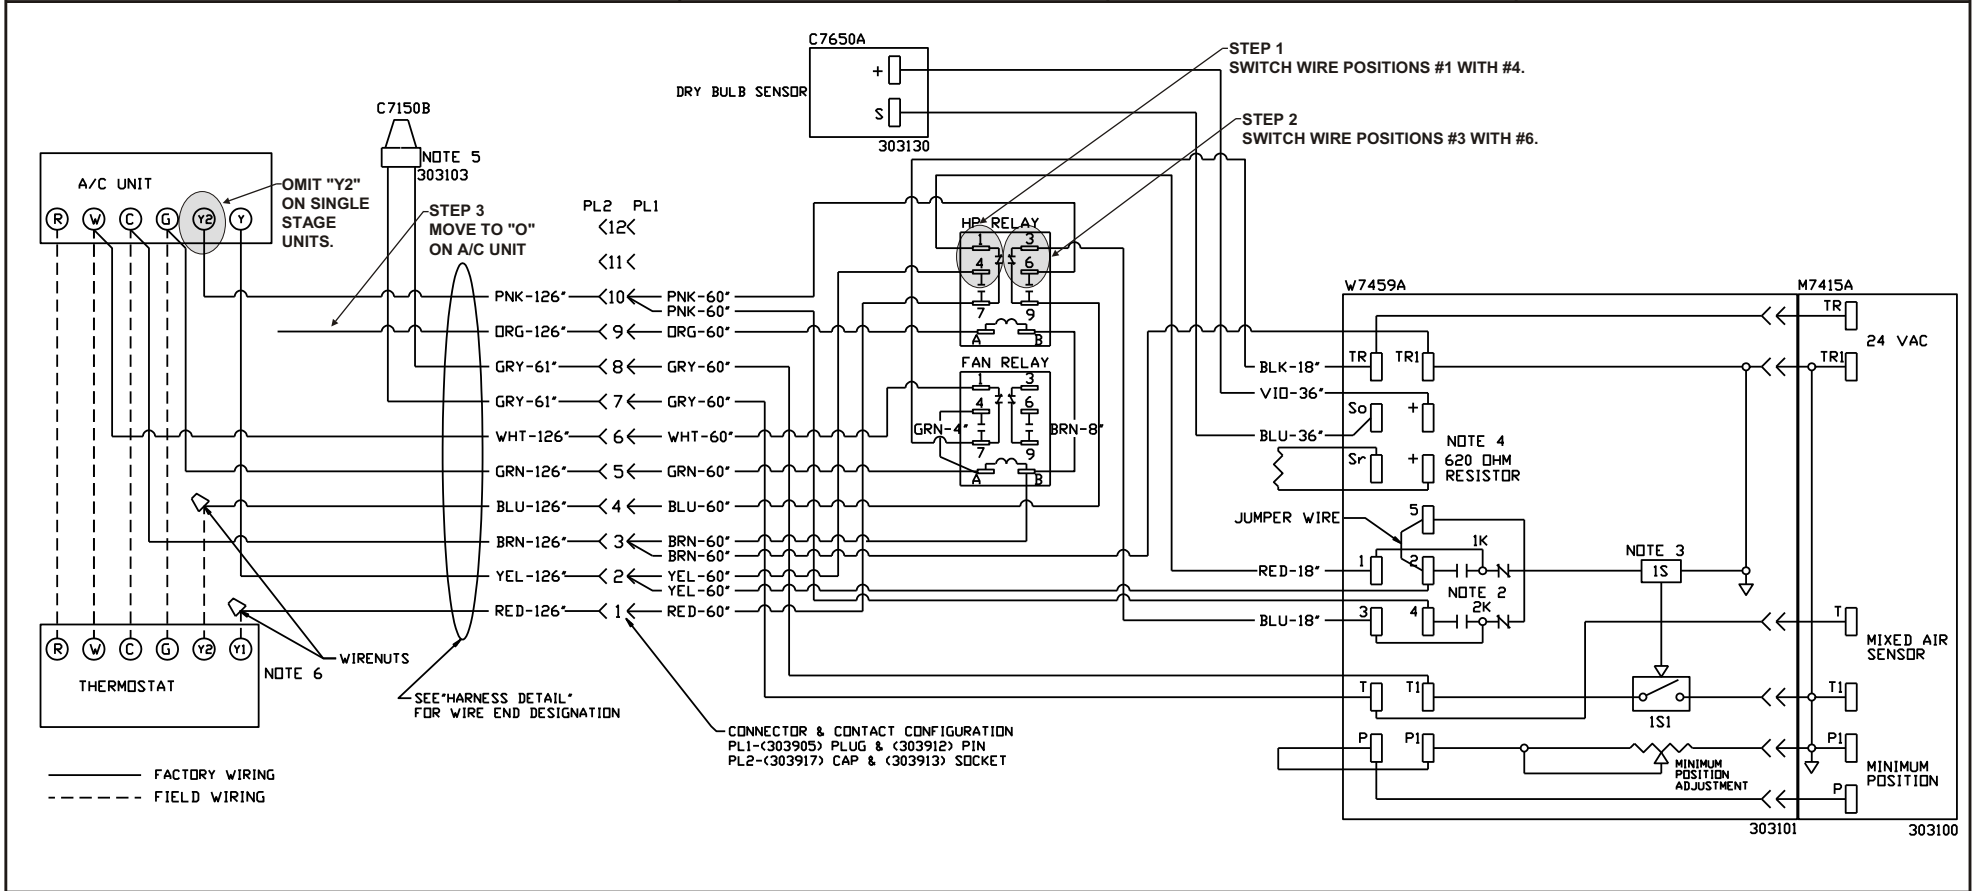 C7650A
DRY BULB SENSOR
+
S
303130
STEP 1
SWITCH WIRE POSITIONS #1 WITH #4.
STEP 2
SWITCH WIRE POSITIONS #3 WITH #6.
C7150B
NOTE 5
303103
A/C UNIT
R W C G Y2 Y
OMIT "Y2"
ON SINGLE
STAGE
UNITS.
STEP 3
MOVE TO "O"
ON A/C UNIT
PL2 PL1
12
11
PNK-126" 10 PNK-60"
PNK-60"
ORG-126" 9 ORG-60"
GRY-61" 8 GRY-60"
GRY-61" 7 GRY-60"
WHT-126" 6 WHT-60"
GRN-126" 5 GRN-60"
BLU-126" 4 BLU-60"
BRN-126" 3 BRN-60"
BRN-60"
YEL-126" 2 YEL-60"
YEL-60"
RED-126" 1 RED-60"
HP RELAY
1 3
4 6
7 9
A B
FAN RELAY
1 3
4 6
GRN-4" BRN-8"
7 9
A B
R W C G Y2 Y1
THERMOSTAT
NOTE 6
WIRENUTS
SEE"HARNESS DETAIL"
FOR WIRE END DESIGNATION
CONNECTOR & CONTACT CONFIGURATION
PL1-(303905) PLUG & (303912) PIN
PL2-(303917) CAP & (303913) SOCKET
FACTORY WIRING
FIELD WIRING
W7459A
M7415A
TR
24 VAC
TR1
BLK-18" TR TR1
VIO-36"
So +
BLU-36"
Sr +
NOTE 4
620 OHM
RESISTOR
JUMPER WIRE
5
1K
RED-18" 1 2
NOTE 2
2K
BLU-18" 3 4
NOTE 3
1S
T
MIXED AIR
SENSOR
T T1
1S1
T1
P P1
MINIMUM
POSITION
ADJUSTMENT
P1
MINIMUM
POSITION
P
303101
303100